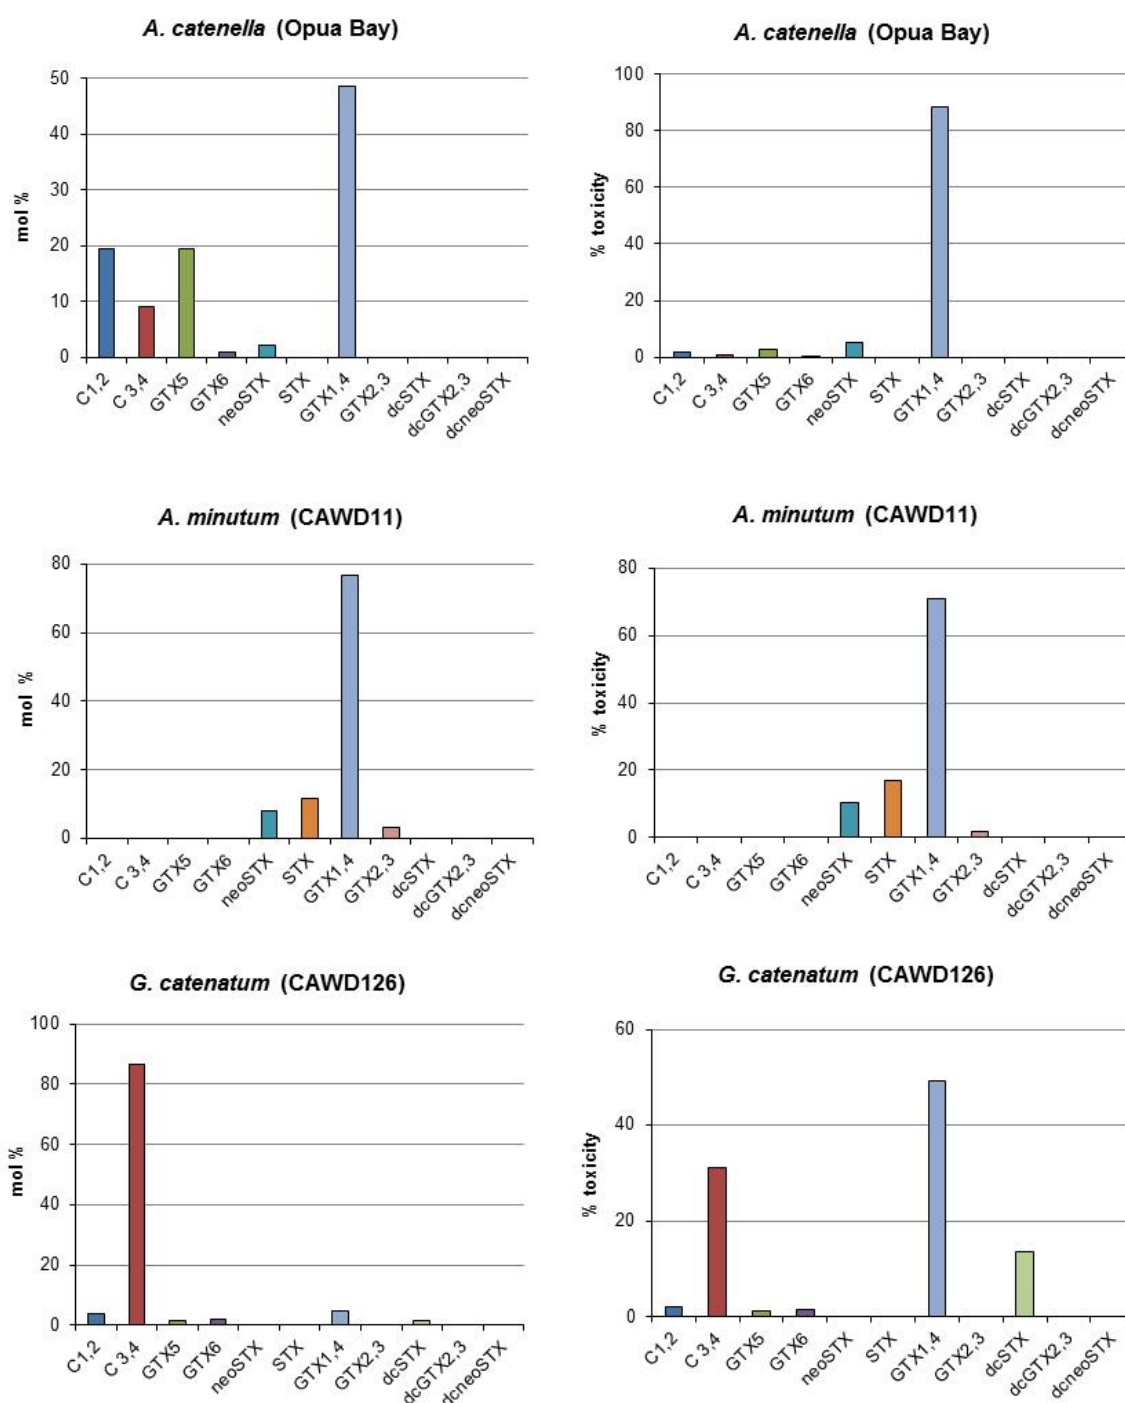 A. catenella (Opua Bay)
50
40
30
20
10
0
mol %
C1,2
C 3,4
GTX5
GTX6
neoSTX
STX
GTX1,4
GTX2,3
dcSTX
dcGTX2,3
dcneoSTX
A. catenella (Opua Bay)
100
80
60
40
20
0
% toxicity
C1,2
C 3,4
GTX5
GTX6
neoSTX
STX
GTX1,4
GTX2,3
dcSTX
dcGTX2,3
dcneoSTX
A. minutum (CAWD11)
80
60
40
20
0
mol %
C1,2
C 3,4
GTX5
GTX6
neoSTX
STX
GTX1,4
GTX2,3
dcSTX
dcGTX2,3
dcneoSTX
A. minutum (CAWD11)
80
60
40
20
0
% toxicity
C1,2
C 3,4
GTX5
GTX6
neoSTX
STX
GTX1,4
GTX2,3
dcSTX
dcGTX2,3
dcneoSTX
G. catenatum (CAWD126)
100
80
60
40
20
0
mol %
C1,2
C 3,4
GTX5
GTX6
neoSTX
STX
GTX1,4
GTX2,3
dcSTX
dcGTX2,3
dcneoSTX
G. catenatum (CAWD126)
60
40
20
0
% toxicity
C1,2
C 3,4
GTX5
GTX6
neoSTX
STX
GTX1,4
GTX2,3
dcSTX
dcGTX2,3
dcneoSTX